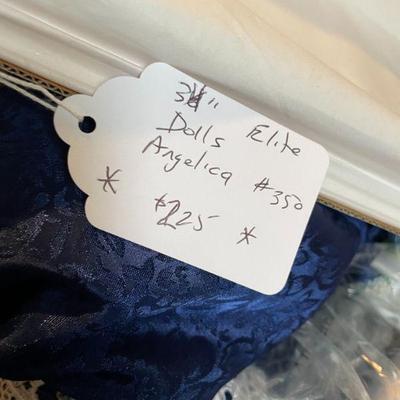 " Elite
Dolls
Angelica #350
* $225 *